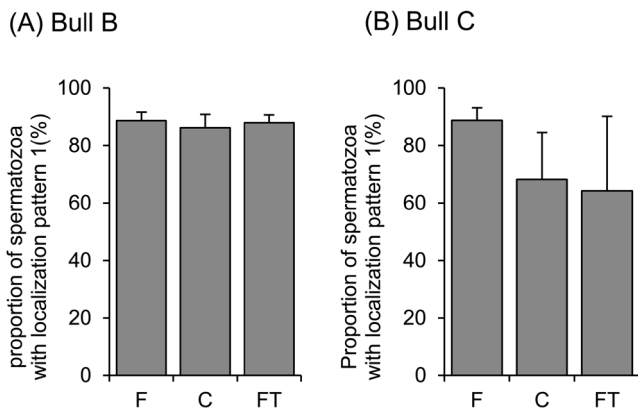 (A) Bull B
proportion of spermatozoa
with localization pattern 1(%)
100
80
60
40
20
0
F C FT
(B) Bull C
Proportion of spermatozoa
with localization pattern 1(%)
100
80
60
40
20
0
F C FT